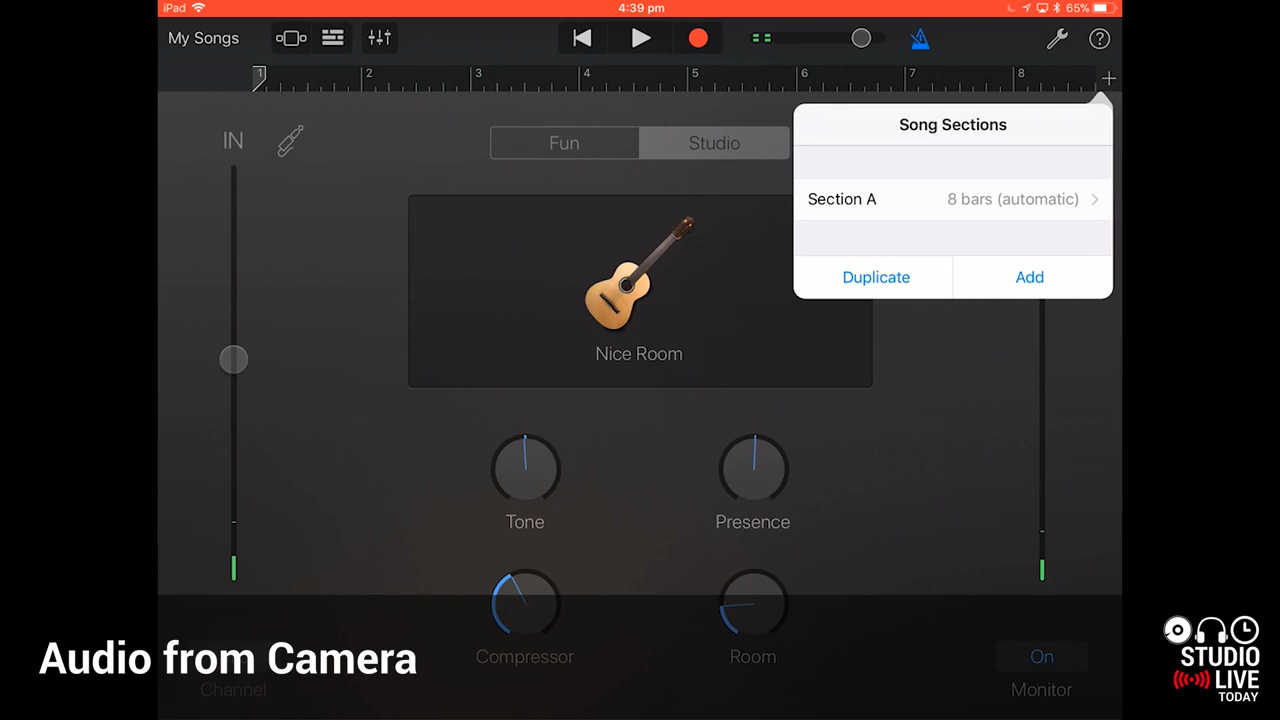 iPad
4:39 pm
65%
My Songs
1 2 3 4 5 6 7 8
IN
Fun
Studio
Song Sections
Section A 8 bars (automatic)
Duplicate
Add
Nice Room
Tone
Presence
Compressor
Room
On
Channel
Monitor
Audio from Camera
STUDIO
LIVE
TODAY